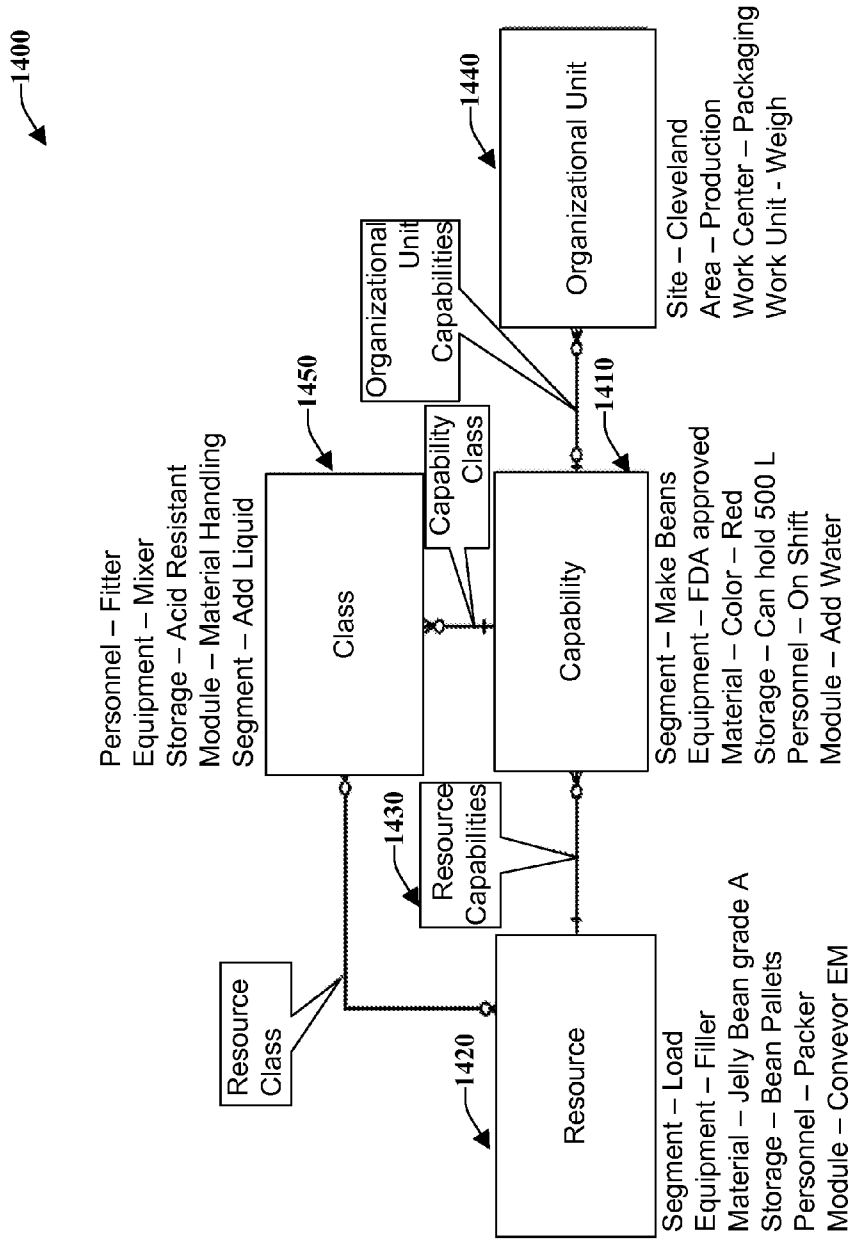 1400
Personnel – Fitter
Equipment – Mixer
Storage – Acid Resistant
Module – Material Handling
Segment – Add Liquid
Resource
Class
1450
Class
Organizational
Unit
Capabilities
1440
Organizational Unit
Site – Cleveland
Area – Production
Work Center – Packaging
Work Unit - Weigh
Capability
Class
1430
Resource
Capabilities
1410
Capability
Segment – Make Beans
Equipment – FDA approved
Material – Color – Red
Storage – Can hold 500 L
Personnel – On Shift
Module – Add Water
1420
Resource
Segment – Load
Equipment – Filler
Material – Jelly Bean grade A
Storage – Bean Pallets
Personnel – Packer
Module – Conveyor EM